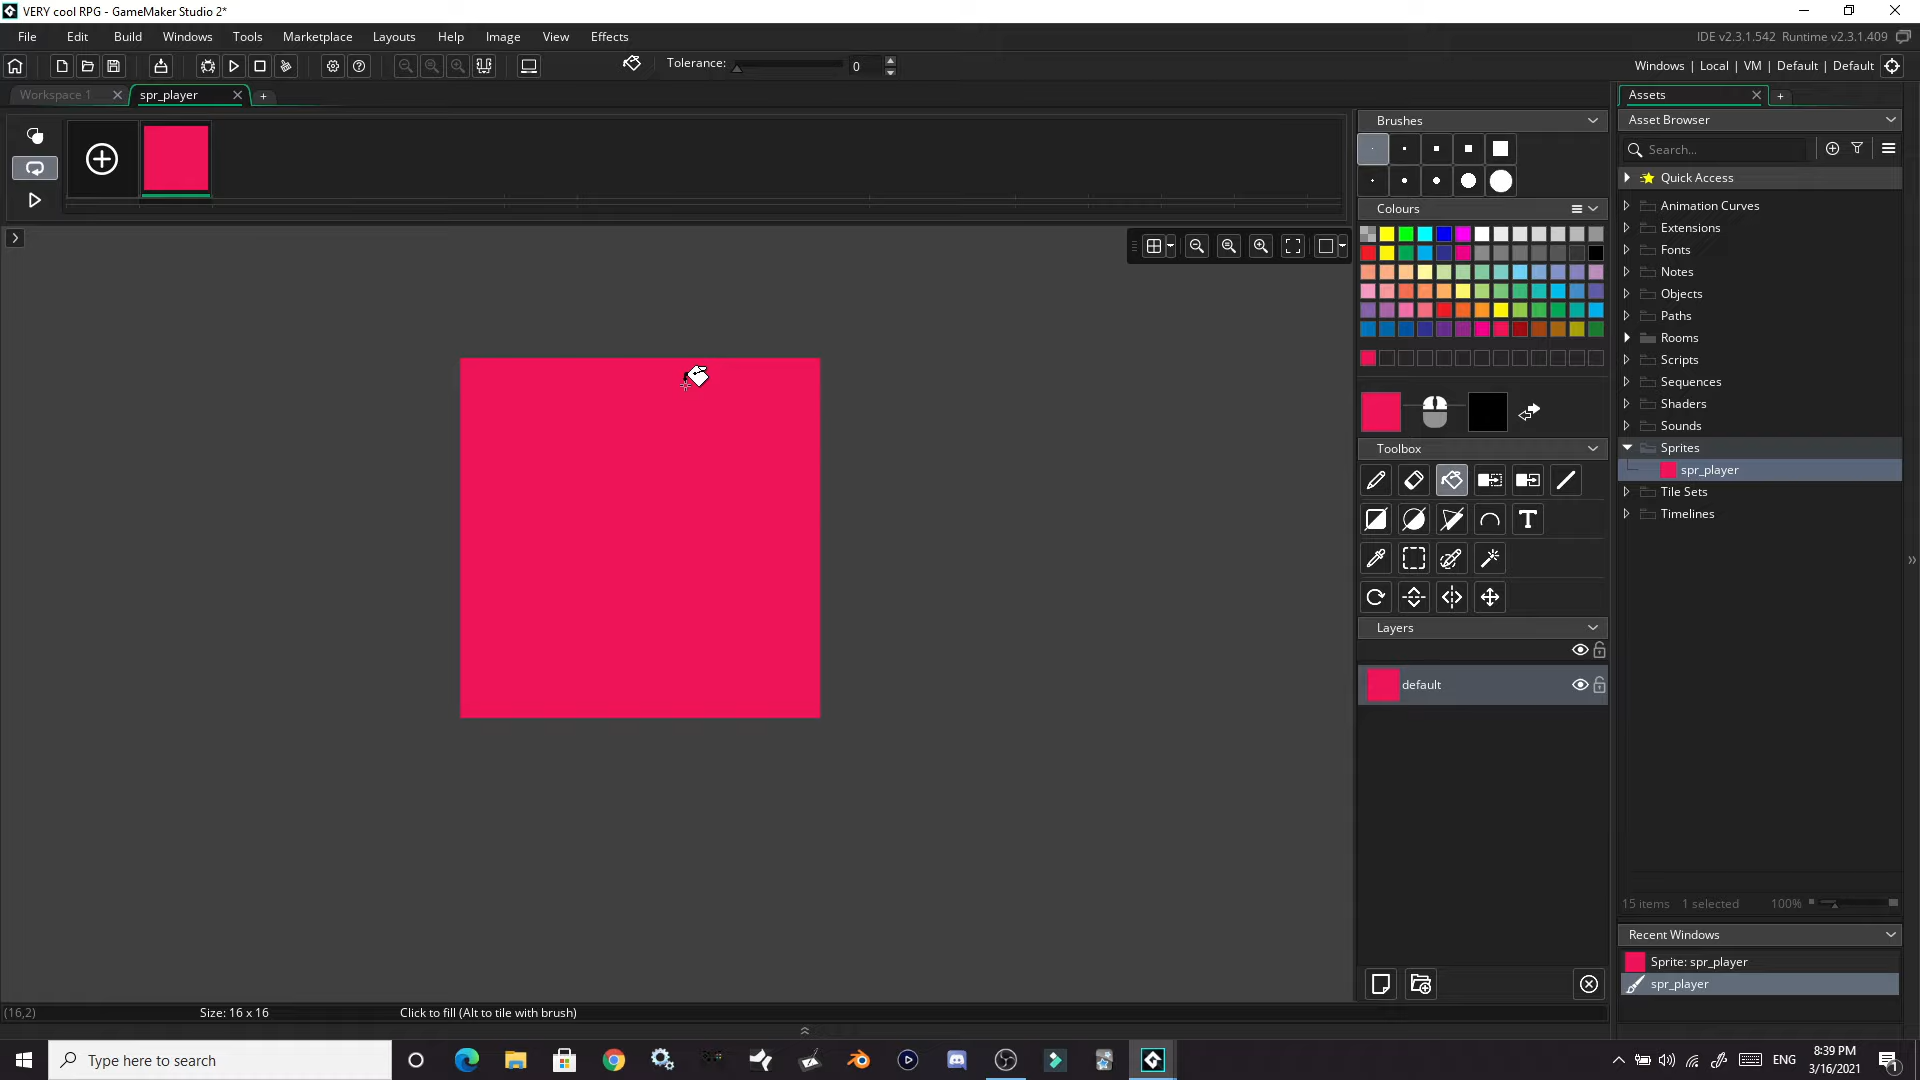 VERY cool RPG - GameMaker Studio 2*
File Edit Build Windows Tools Marketplace Layouts Help Image View Effects
IDE v2.3.1.542 Runtime v2.3.1.409
Tolerance: 0
Windows | Local | VM | Default | Default
Workspace 1
spr_player
Assets
Brushes
Asset Browser
Search...
Quick Access
Colours
Animation Curves
Extensions
Fonts
Notes
Objects
Paths
Rooms
Scripts
Sequences
Shaders
Sounds
Toolbox
Sprites
spr_player
Tile Sets
Timelines
T
Layers
default
15 items 1 selected 100%
Recent Windows
Sprite: spr_player
spr_player
(16,2) Size: 16 x 16 Click to fill (Alt to tile with brush)
Type here to search
ENG
8:39 PM
3/16/2021
1